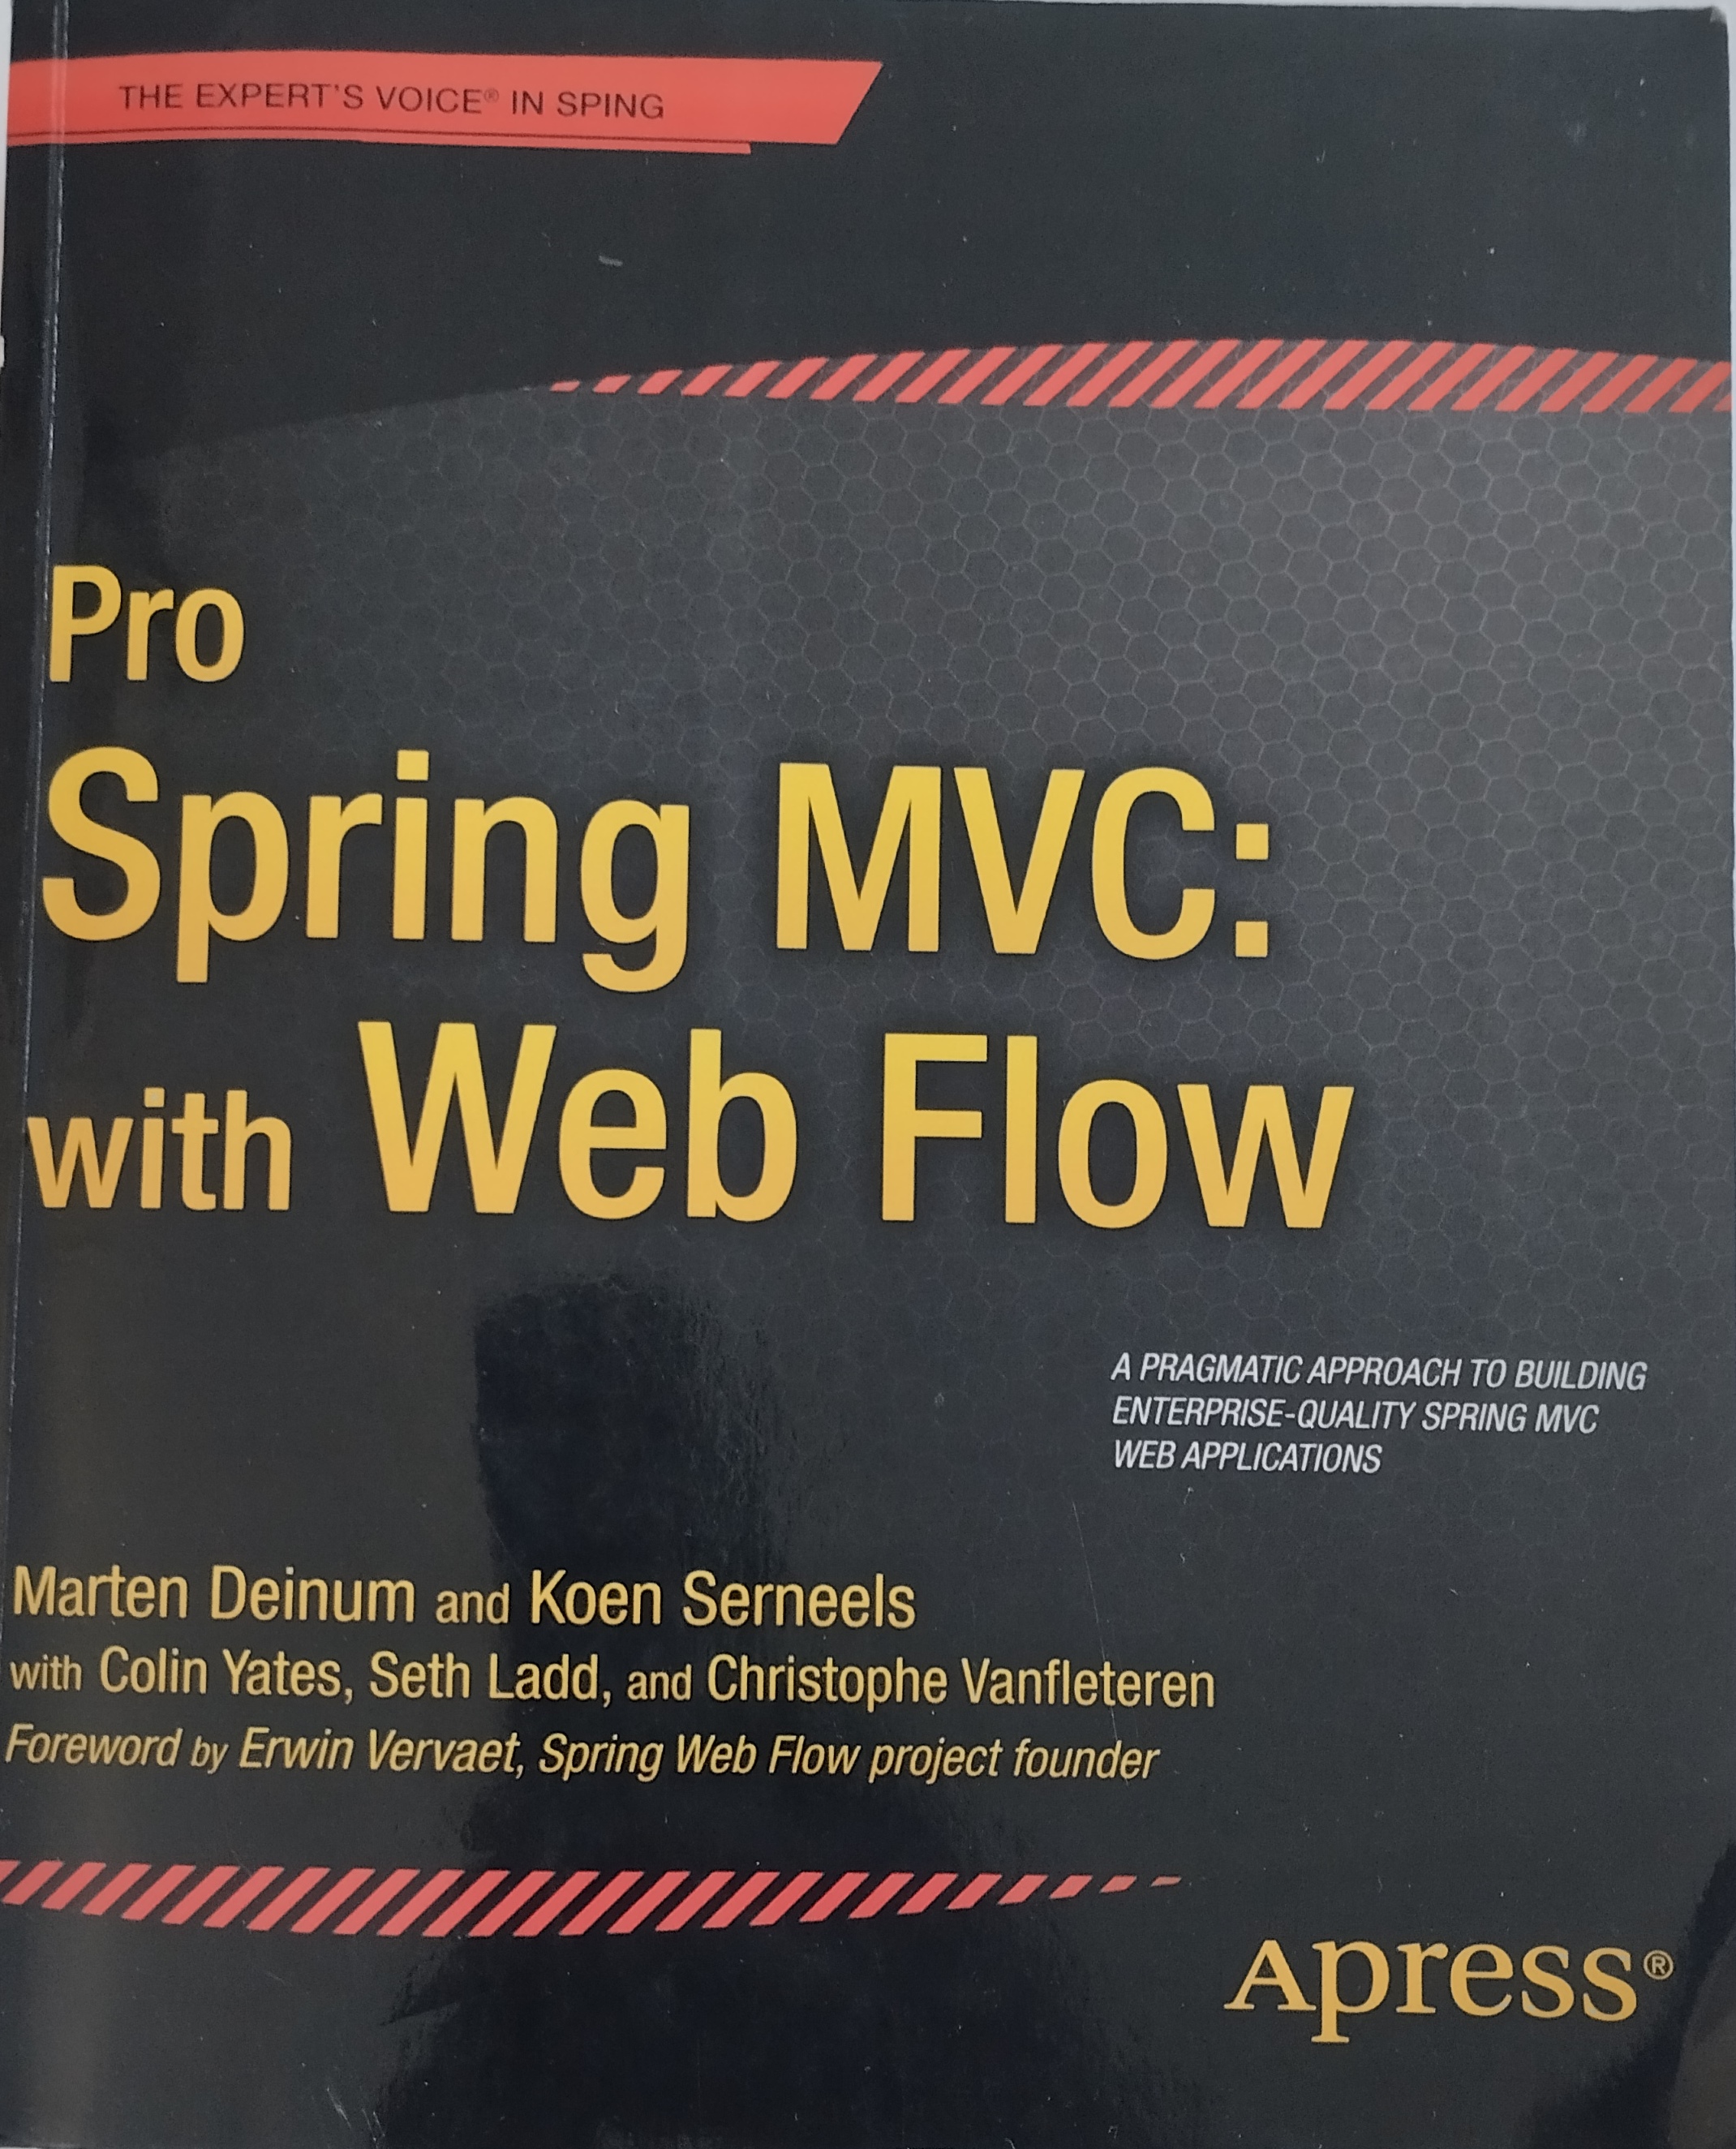 THE EXPERT'S VOICE® IN SPING
Pro
Spring MVC:
with Web Flow
A PRAGMATIC APPROACH TO BUILDING
ENTERPRISE-QUALITY SPRING MVC
WEB APPLICATIONS
Marten Deinum and Koen Serneels
with Colin Yates, Seth Ladd, and Christophe Vanfleteren
Foreword by Erwin Vervaet, Spring Web Flow project founder
Apress®